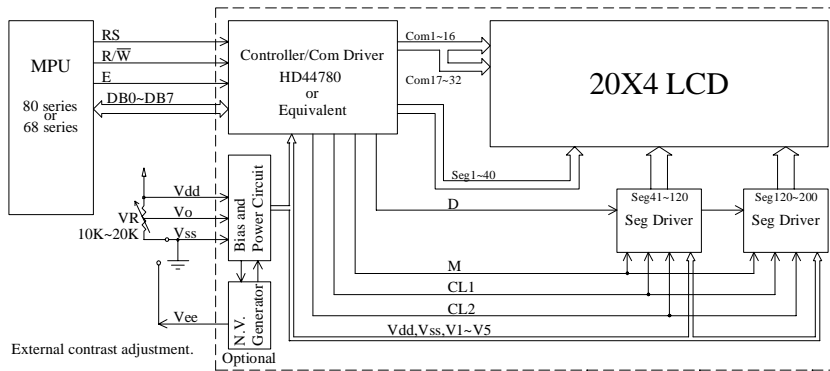 MPU
80 series
or
68 series
RS
R/W̅
E
DB0~DB7
Controller/Com Driver
HD44780
or
Equivalent
Com1~16
Com17~32
20X4 LCD
Seg1~40
Vdd
Vo
Vss
VR
10K~20K
Bias and
Power Circuit
D
Seg41~120
Seg Driver
Seg120~200
Seg Driver
M
CL1
CL2
Vdd,Vss,V1~V5
Vee
N.V.
Generator
Optional
External contrast adjustment.